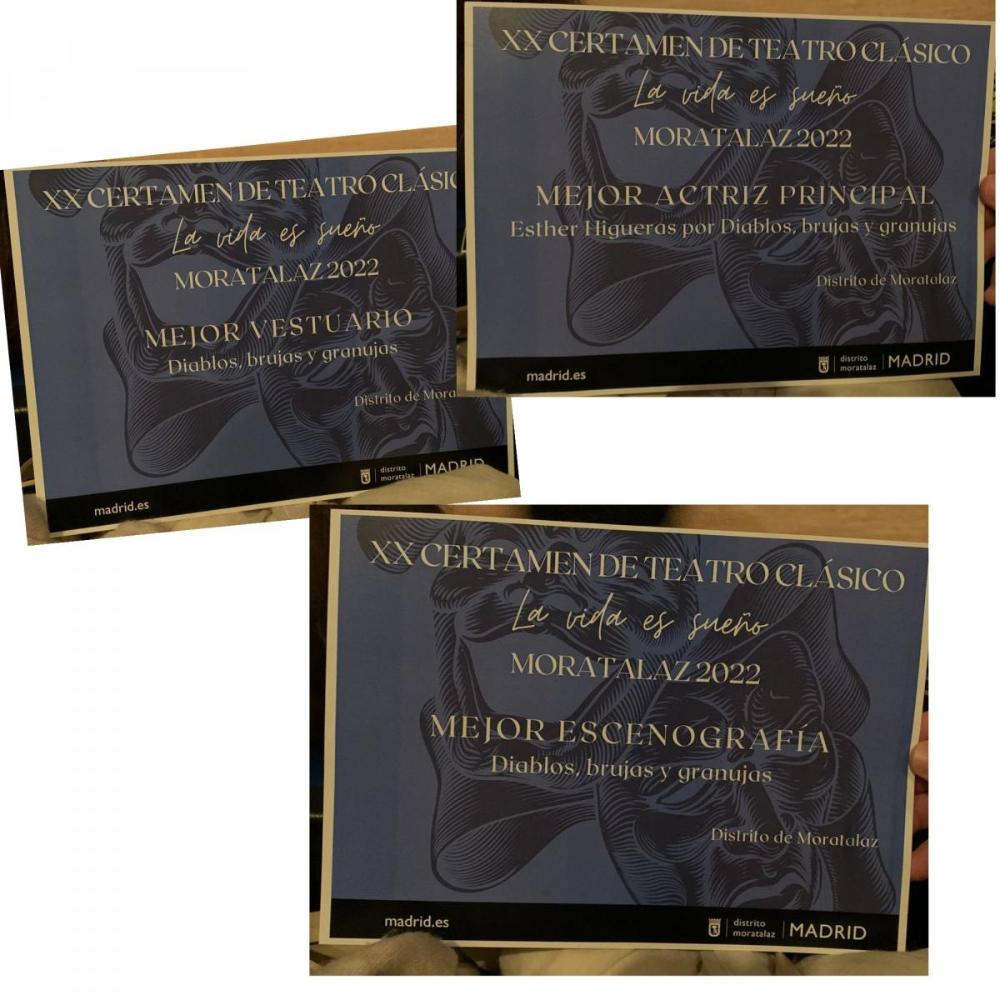 XX CERTAMEN DE TEATRO CLÁSIC
La vida es sueño
MORATALAZ 2022
MEJOR VESTUARIO
Diablos, brujas y granujas
Distrito de Mora
madrid.es
distrito
moratalaz
MADRID
XX CERTAMEN DE TEATRO CLÁSICO
La vida es sueño
MORATALAZ 2022
MEJOR ACTRIZ PRINCIPAL
Esther Higueras por Diablos, brujas y granujas
Distrito de Moratalaz
madrid.es
distrito
moratalaz
MADRID
XX CERTAMEN DE TEATRO CLÁSICO
La vida es sueño
MORATALAZ 2022
MEJOR ESCENOGRAFÍA
Diablos, brujas y granujas
Distrito de Moratalaz
madrid.es
distrito
moratalaz
MADRID